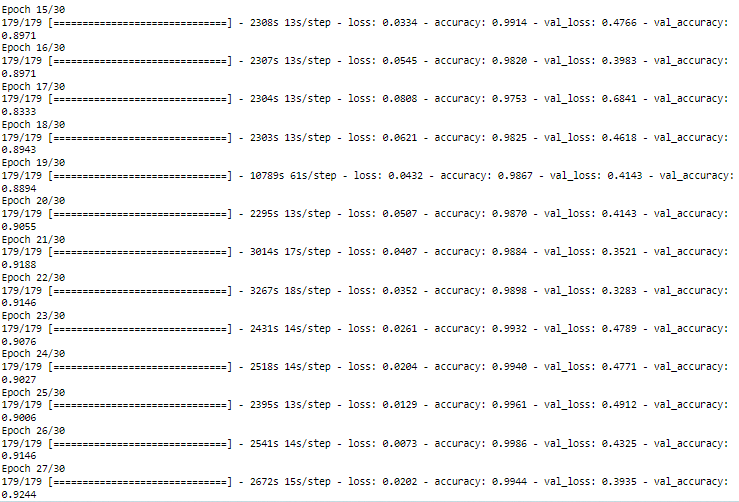 Epoch 15/30
179/179 [==============================] - 2308s 13s/step - loss: 0.0334 - accuracy: 0.9914 - val_loss: 0.4766 - val_accuracy:
0.8971
Epoch 16/30
179/179 [==============================] - 2307s 13s/step - loss: 0.0545 - accuracy: 0.9820 - val_loss: 0.3983 - val_accuracy:
0.8971
Epoch 17/30
179/179 [==============================] - 2304s 13s/step - loss: 0.0808 - accuracy: 0.9753 - val_loss: 0.6841 - val_accuracy:
0.8333
Epoch 18/30
179/179 [==============================] - 2303s 13s/step - loss: 0.0621 - accuracy: 0.9825 - val_loss: 0.4618 - val_accuracy:
0.8943
Epoch 19/30
179/179 [==============================] - 10789s 61s/step - loss: 0.0432 - accuracy: 0.9867 - val_loss: 0.4143 - val_accuracy:
0.8894
Epoch 20/30
179/179 [==============================] - 2295s 13s/step - loss: 0.0507 - accuracy: 0.9870 - val_loss: 0.4143 - val_accuracy:
0.9055
Epoch 21/30
179/179 [==============================] - 3014s 17s/step - loss: 0.0407 - accuracy: 0.9884 - val_loss: 0.3521 - val_accuracy:
0.9188
Epoch 22/30
179/179 [==============================] - 3267s 18s/step - loss: 0.0352 - accuracy: 0.9898 - val_loss: 0.3283 - val_accuracy:
0.9146
Epoch 23/30
179/179 [==============================] - 2431s 14s/step - loss: 0.0261 - accuracy: 0.9932 - val_loss: 0.4789 - val_accuracy:
0.9076
Epoch 24/30
179/179 [==============================] - 2518s 14s/step - loss: 0.0204 - accuracy: 0.9940 - val_loss: 0.4771 - val_accuracy:
0.9027
Epoch 25/30
179/179 [==============================] - 2395s 13s/step - loss: 0.0129 - accuracy: 0.9961 - val_loss: 0.4912 - val_accuracy:
0.9006
Epoch 26/30
179/179 [==============================] - 2541s 14s/step - loss: 0.0073 - accuracy: 0.9986 - val_loss: 0.4325 - val_accuracy:
0.9146
Epoch 27/30
179/179 [==============================] - 2672s 15s/step - loss: 0.0202 - accuracy: 0.9944 - val_loss: 0.3935 - val_accuracy:
0.9244